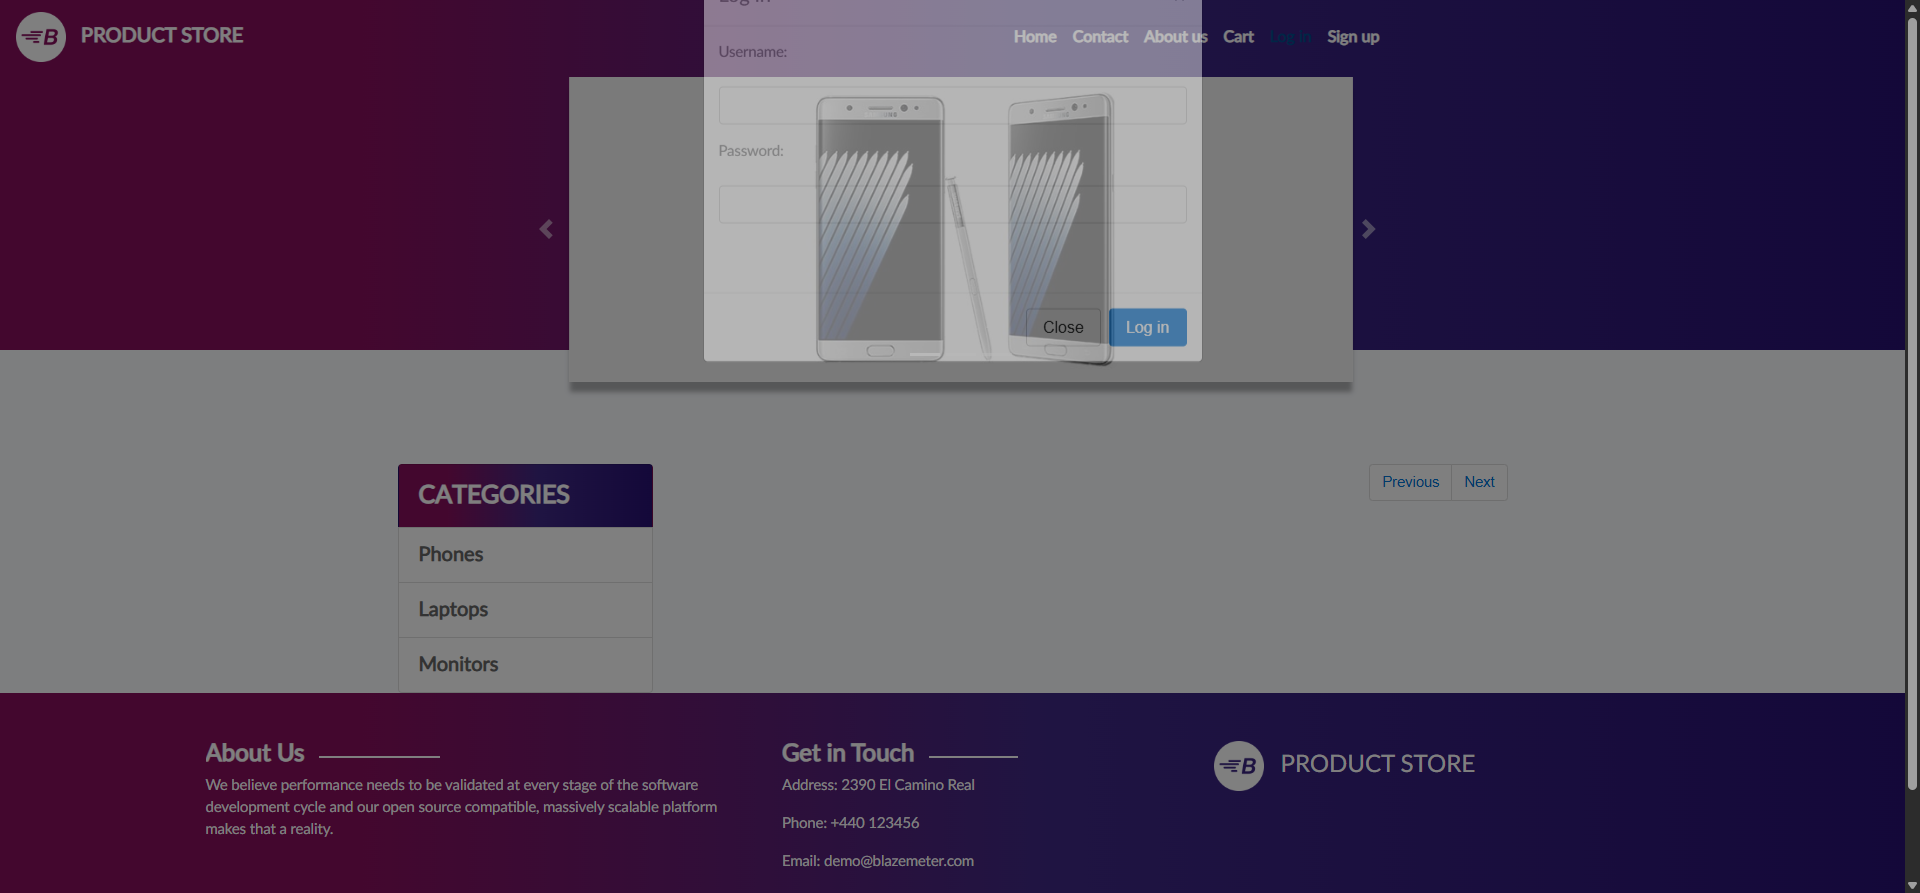 PRODUCT STORE
Home Contact About us Cart Log in Sign up
Log in
Username:
Password:
Close Log in
CATEGORIES
Phones
Laptops
Monitors
Previous Next
About Us
We believe performance needs to be validated at every stage of the software
development cycle and our open source compatible, massively scalable platform
makes that a reality.
Get in Touch
Address: 2390 El Camino Real
Phone: +440 123456
Email: demo@blazemeter.com
B PRODUCT STORE